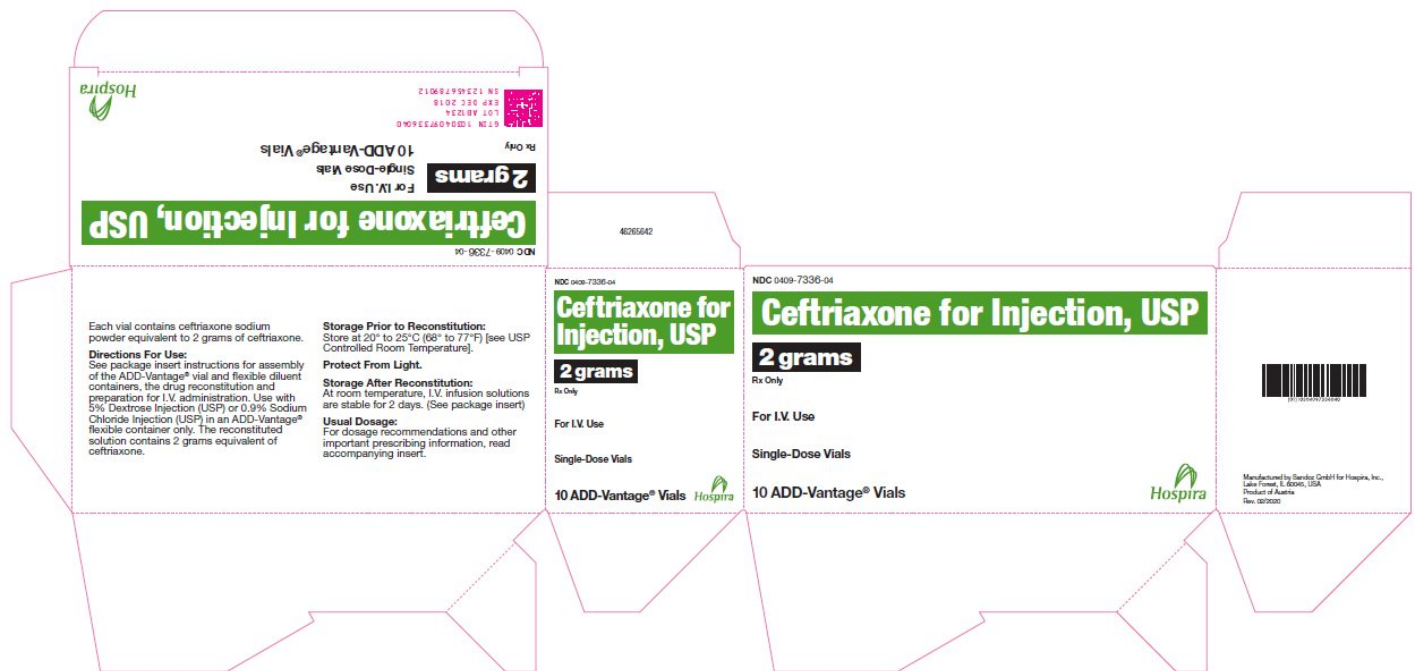 Hospira
GTIN 10304097336040
LOT AD1234
EXP DEC 2018
SN 123456789012
NDC 0409-7336-04
Ceftriaxone for Injection, USP
2 grams
For I.V. Use
Single-Dose Vials
10 ADD-Vantage® Vials
Rx Only
Each vial contains ceftriaxone sodium
powder equivalent to 2 grams of ceftriaxone.
Directions For Use:
See package insert instructions for assembly
of the ADD-Vantage® vial and flexible diluent
containers, the drug reconstitution and
preparation for I.V. administration. Use with
5% Dextrose Injection (USP) or 0.9% Sodium
Chloride Injection (USP) in an ADD-Vantage®
flexible container only. The reconstituted
solution contains 2 grams equivalent of
ceftriaxone.
Storage Prior to Reconstitution:
Store at 20° to 25°C (68° to 77°F) [see USP
Controlled Room Temperature].
Protect From Light.
Storage After Reconstitution:
At room temperature, I.V. infusion solutions
are stable for 2 days. (See package insert)
Usual Dosage:
For dosage recommendations and other
important prescribing information, read
accompanying insert.
46265642
NDC 0409-7336-04
Ceftriaxone for
Injection, USP
2 grams
Rx Only
For I.V. Use
Single-Dose Vials
10 ADD-Vantage® Vials
Hospira
NDC 0409-7336-04
Ceftriaxone for Injection, USP
2 grams
Rx Only
For I.V. Use
Single-Dose Vials
10 ADD-Vantage® Vials
Hospira
Manufactured by Sandoz GmbH for Hospira, Inc.,
Lake Forest, IL 60045, USA
Product of Austria
Rev. 02/2020